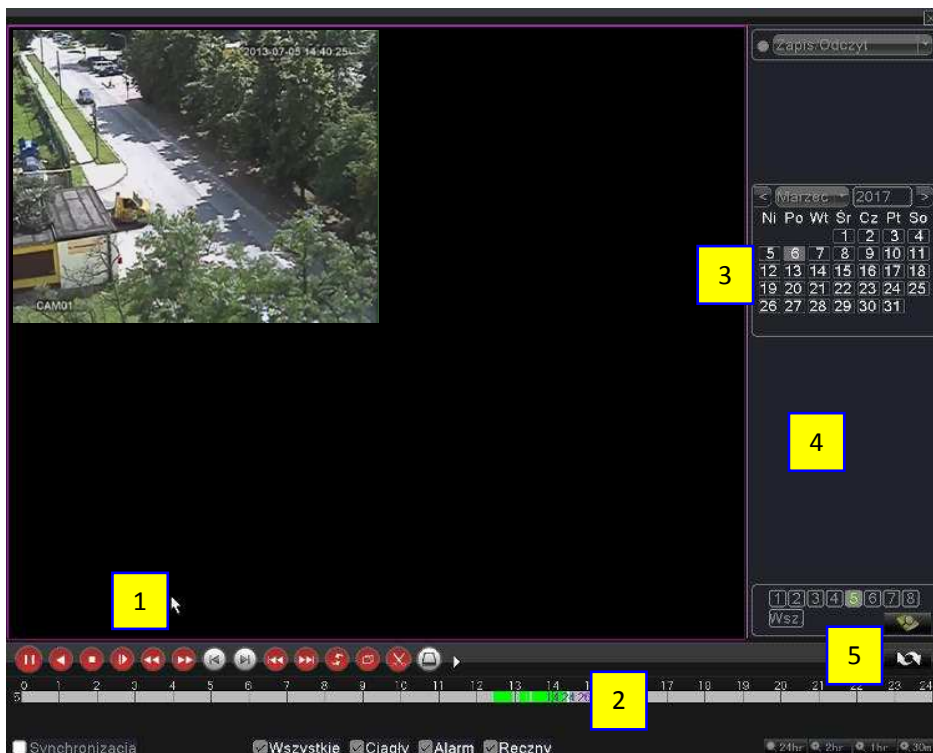 2013-07-05 14:40:25
CAM01
Zapis/Odczyt
< Marzec 2017 >
Ni Po Wt Śr Cz Pt So
1 2 3 4
5 6 7 8 9 10 11
12 13 14 15 16 17 18
19 20 21 22 23 24 25
26 27 28 29 30 31
3
4
1
1 2 3 4 5 6 7 8
Wsz
5
0 1 2 3 4 5 6 7 8 9 10 11 12 13 14 17 18 19 20 21 22 23 24
5
2
Synchronizacja
Wszystkie Ciągły Alarm Ręczny
24hr 2hr 1hr 30m